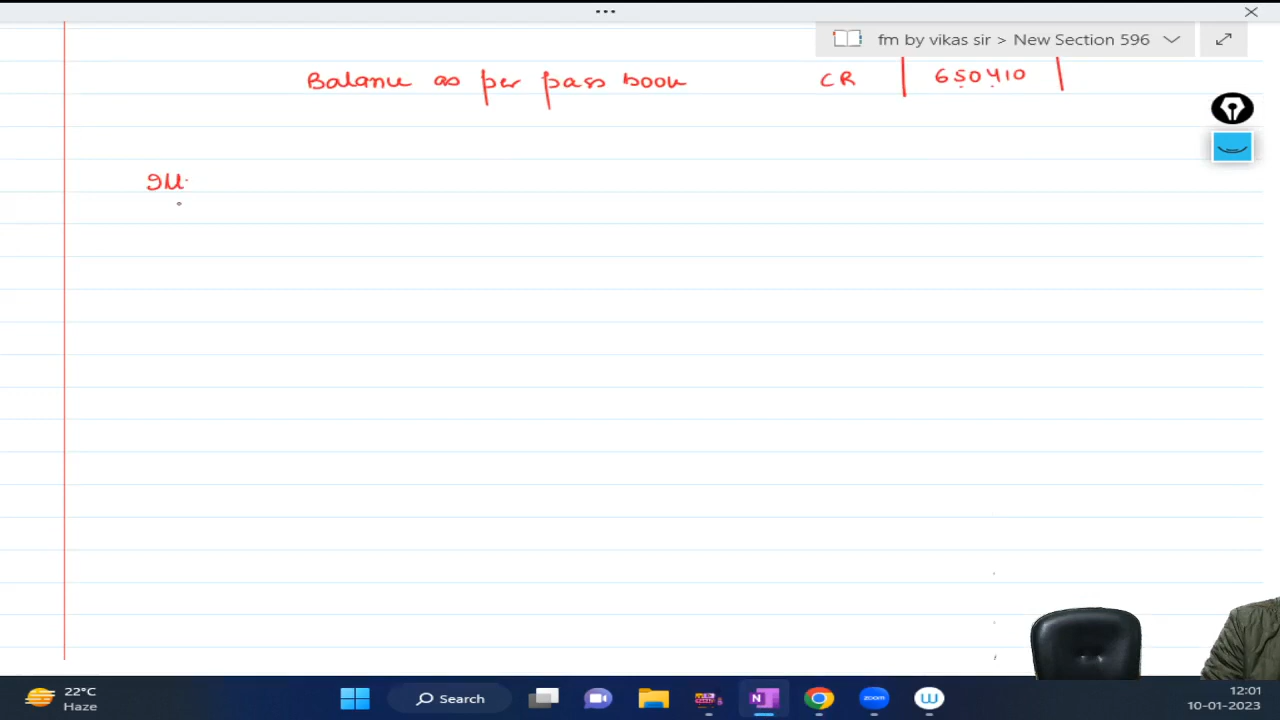 fm by vikas sir > New Section 596
Balance as per pass book CR 650410
Ill.
22°C
Haze
Search
12:01
10-01-2023